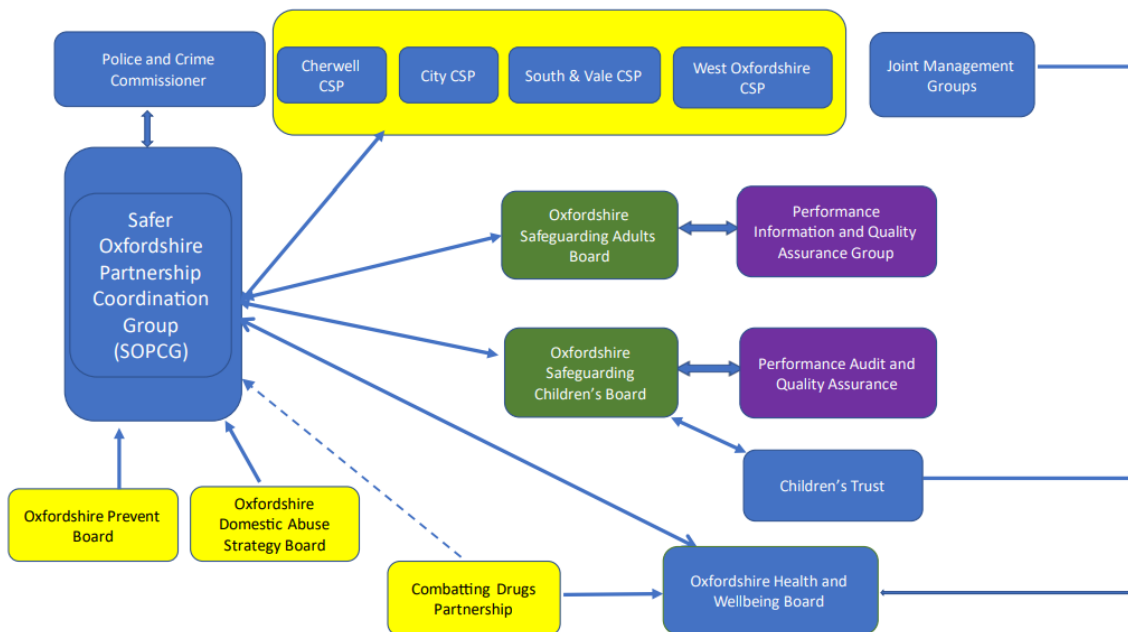 Police and Crime
Commissioner
Cherwell
CSP
City CSP
South & Vale CSP
West Oxfordshire
CSP
Joint Management
Groups
Safer
Oxfordshire
Partnership
Coordination
Group
(SOPCG)
Oxfordshire
Safeguarding Adults
Board
Performance
Information and Quality
Assurance Group
Oxfordshire
Safeguarding
Children's Board
Performance Audit and
Quality Assurance
Children's Trust
Oxfordshire Prevent
Board
Oxfordshire
Domestic Abuse
Strategy Board
Combatting Drugs
Partnership
Oxfordshire Health and
Wellbeing Board